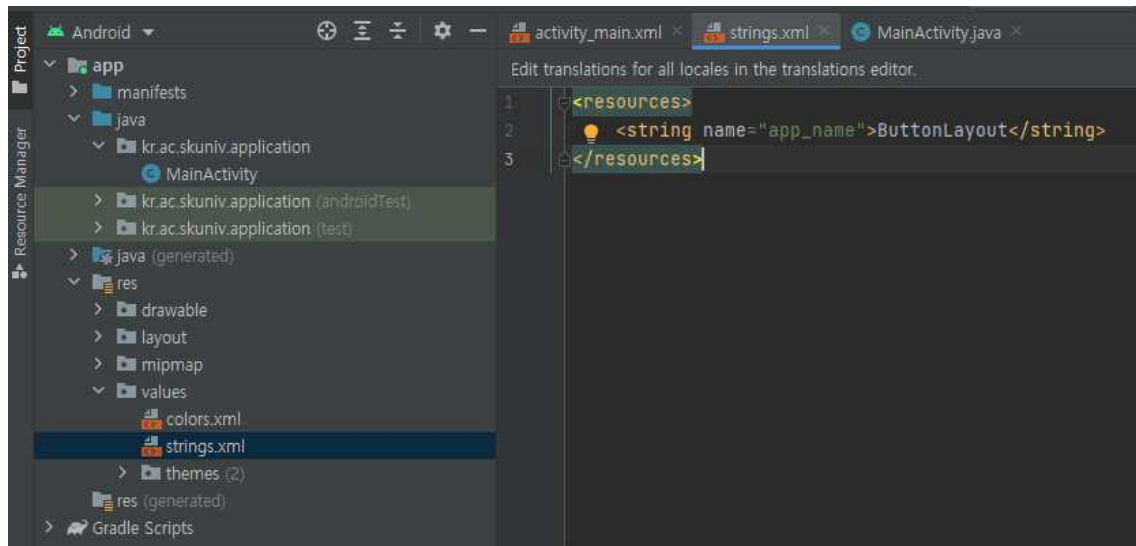 Project
Resource Manager
Android
app
manifests
java
kr.ac.skuniv.application
MainActivity
kr.ac.skuniv.application (androidTest)
kr.ac.skuniv.application (test)
java (generated)
res
drawable
layout
mipmap
values
colors.xml
strings.xml
themes (2)
res (generated)
Gradle Scripts
activity_main.xml strings.xml MainActivity.java
Edit translations for all locales in the translations editor.
1 <resources>
2 <string name="app_name">ButtonLayout</string>
3 </resources>